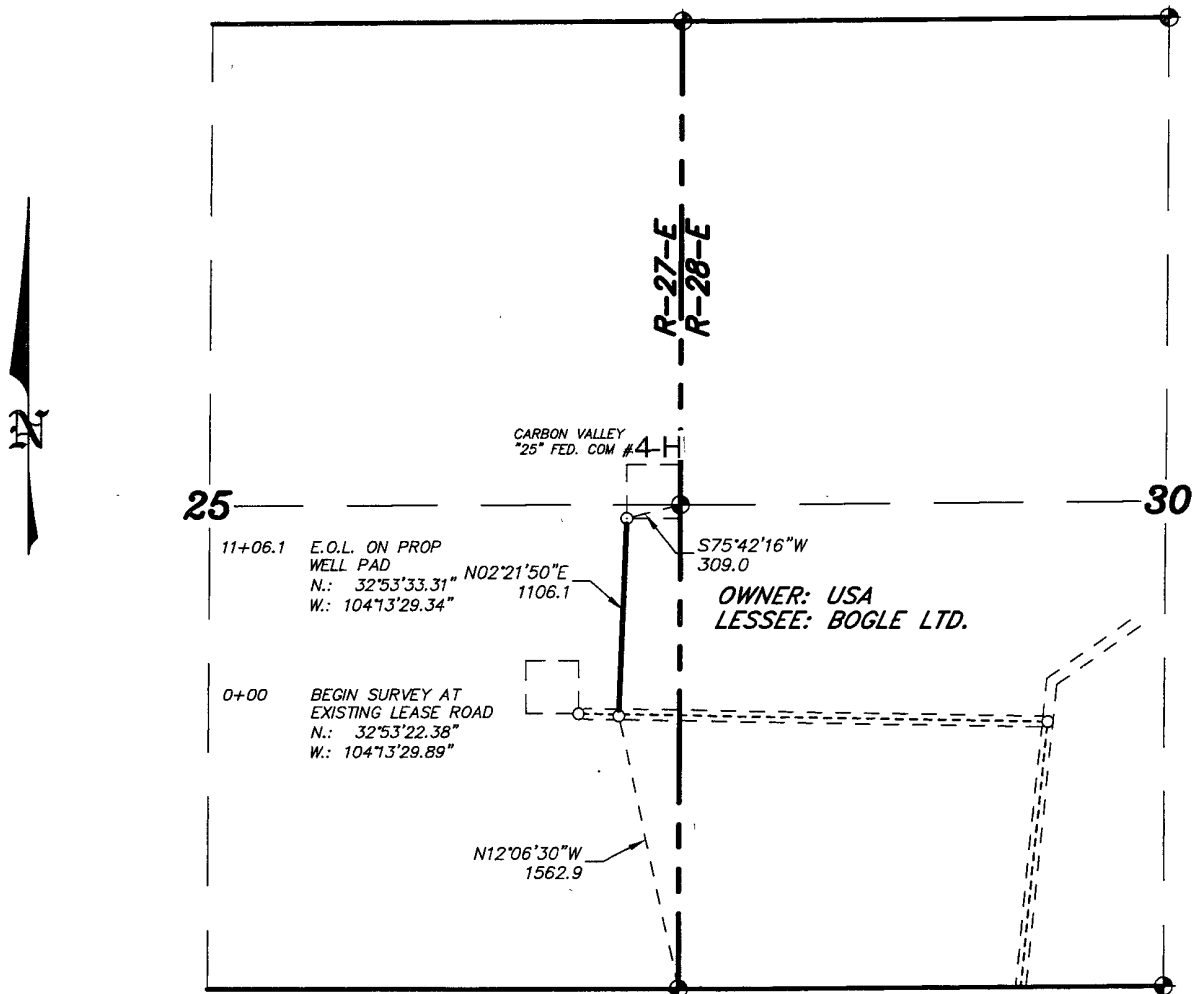 R-27-E
R-28-E
CARBON VALLEY
"25" FED. COM #4-H
25
30
11+06.1 E.O.L. ON PROP
WELL PAD
N.: 32°53'33.31"
W.: 104°13'29.34"
N02°21'50"E
1106.1
S75°42'16"W
309.0
OWNER: USA
LESSEE: BOGLE LTD.
0+00 BEGIN SURVEY AT
EXISTING LEASE ROAD
N.: 32°53'22.38"
W.: 104°13'29.89"
N12°06'30"W
1562.9
N